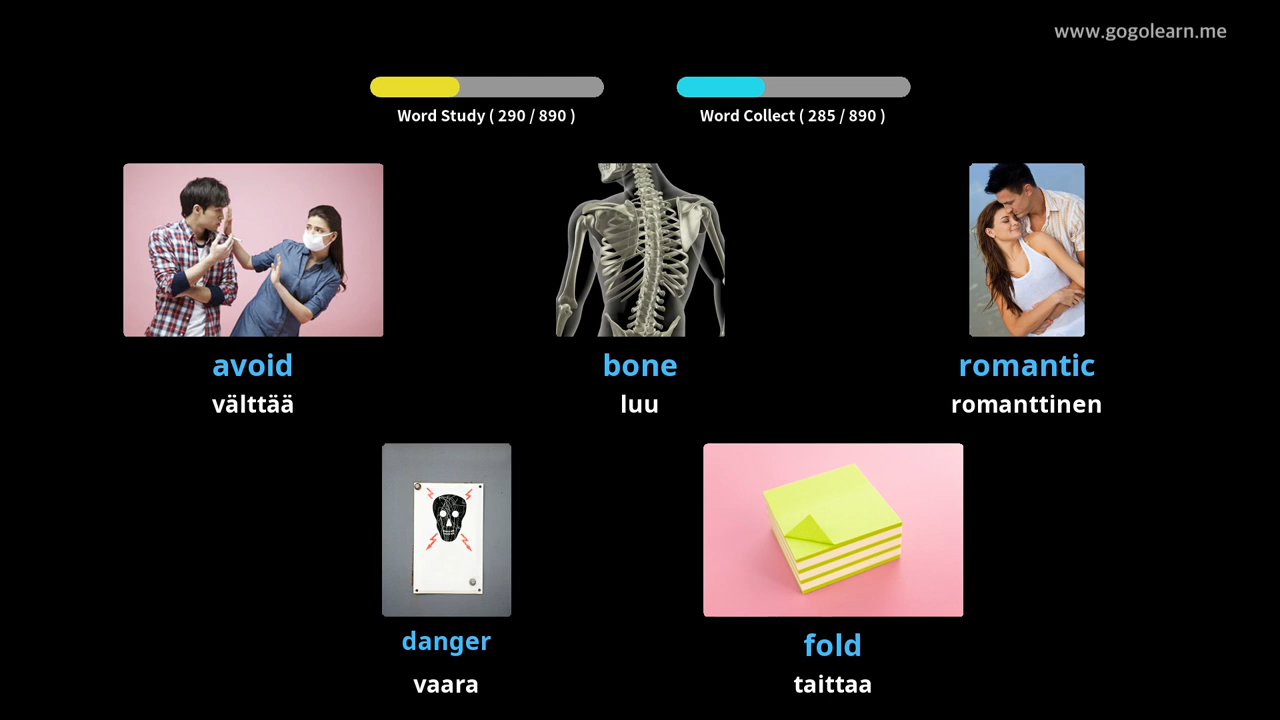 www.gogolearn.me
Word Study ( 290 / 890 )
Word Collect ( 285 / 890 )
avoid
välttää
bone
luu
romantic
romanttinen
danger
vaara
fold
taittaa